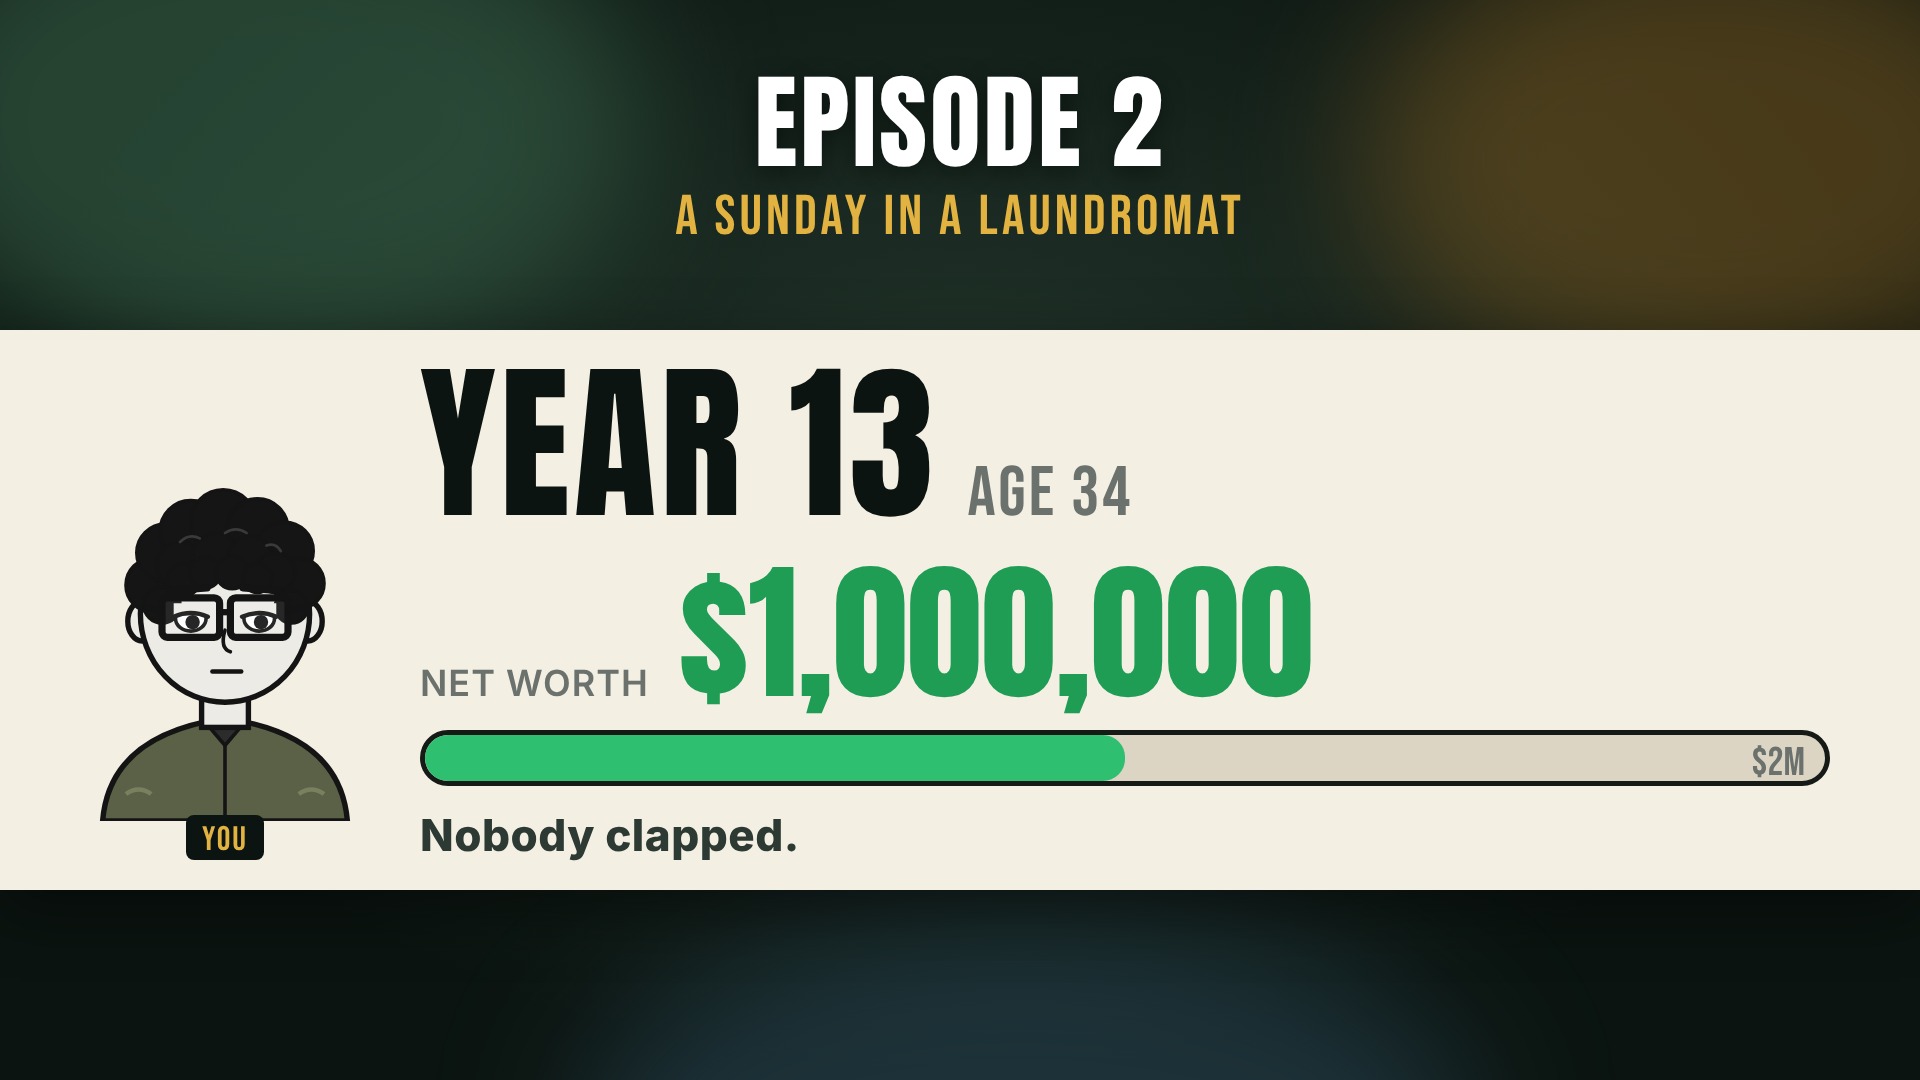 EPISODE 2
A SUNDAY IN A LAUNDROMAT
YEAR 13 AGE 34
NET WORTH $1,000,000
$2M
Nobody clapped.
YOU